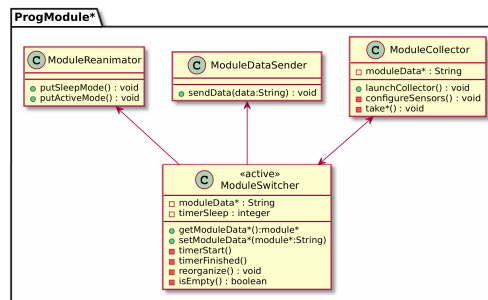 ProgModule*
C ModuleReanimator
putSleepMode() : void
putActiveMode() : void
C ModuleDataSender
sendData(data:String) : void
C ModuleCollector
moduleData* : String
launchCollector() : void
configureSensors() : void
take*() : void
«active»
C ModuleSwitcher
moduleData* : String
timerSleep : integer
getModuleData*():module*
setModuleData*(module*:String)
timerStart()
timerFinished()
reorganize() : void
isEmpty() : boolean